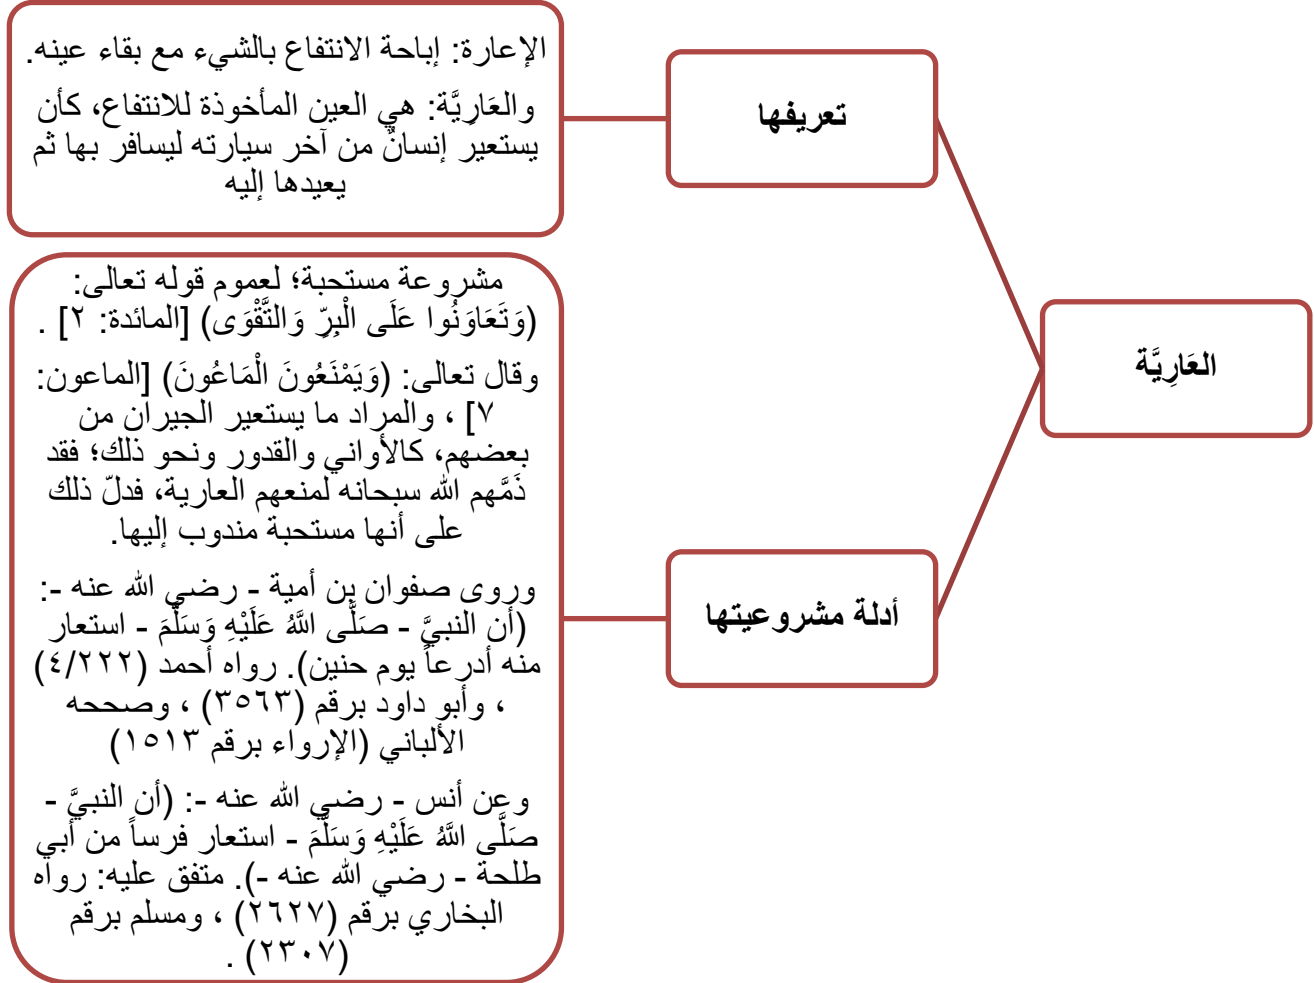 العَارِيَّة
تعريفها
الإعارة: إباحة الانتفاع بالشيء مع بقاء عينه.
والعَارِيَّة: هي العين المأخوذة للانتفاع، كأن
يستعيرَ إنسانٌ من آخر سيارته ليسافر بها ثم
يعيدها إليه
أدلة مشروعيتها
مشروعة مستحبة؛ لعموم قوله تعالى:
(وَتَعَاوَنُوا عَلَى الْبِرِّ وَالتَّقْوَى) [المائدة: ٢] .
وقال تعالى: (وَيَمْنَعُونَ الْمَاعُونَ) [الماعون:
٧] ، والمراد ما يستعير الجيران من
بعضهم، كالأواني والقدور ونحو ذلك؛ فقد
ذَمَّهم الله سبحانه لمنعهم العارية، فدلّ ذلك
على أنها مستحبة مندوب إليها.
وروى صفوان بن أمية - رضي الله عنه -:
(أن النبيَّ - صَلَّى اللَّهُ عَلَيْهِ وَسَلَّمَ - استعار
منه أدرعاً يوم حنين). رواه أحمد (٤/٢٢٢)
، وأبو داود برقم (٣٥٦٣) ، وصححه
الألباني (الإرواء برقم ١٥١٣)
وعن أنس - رضي الله عنه -: (أن النبيَّ -
صَلَّى اللَّهُ عَلَيْهِ وَسَلَّمَ - استعار فرساً من أبي
طلحة - رضي الله عنه -). متفق عليه: رواه
البخاري برقم (٢٦٢٧) ، ومسلم برقم
(٢٣٠٧) .